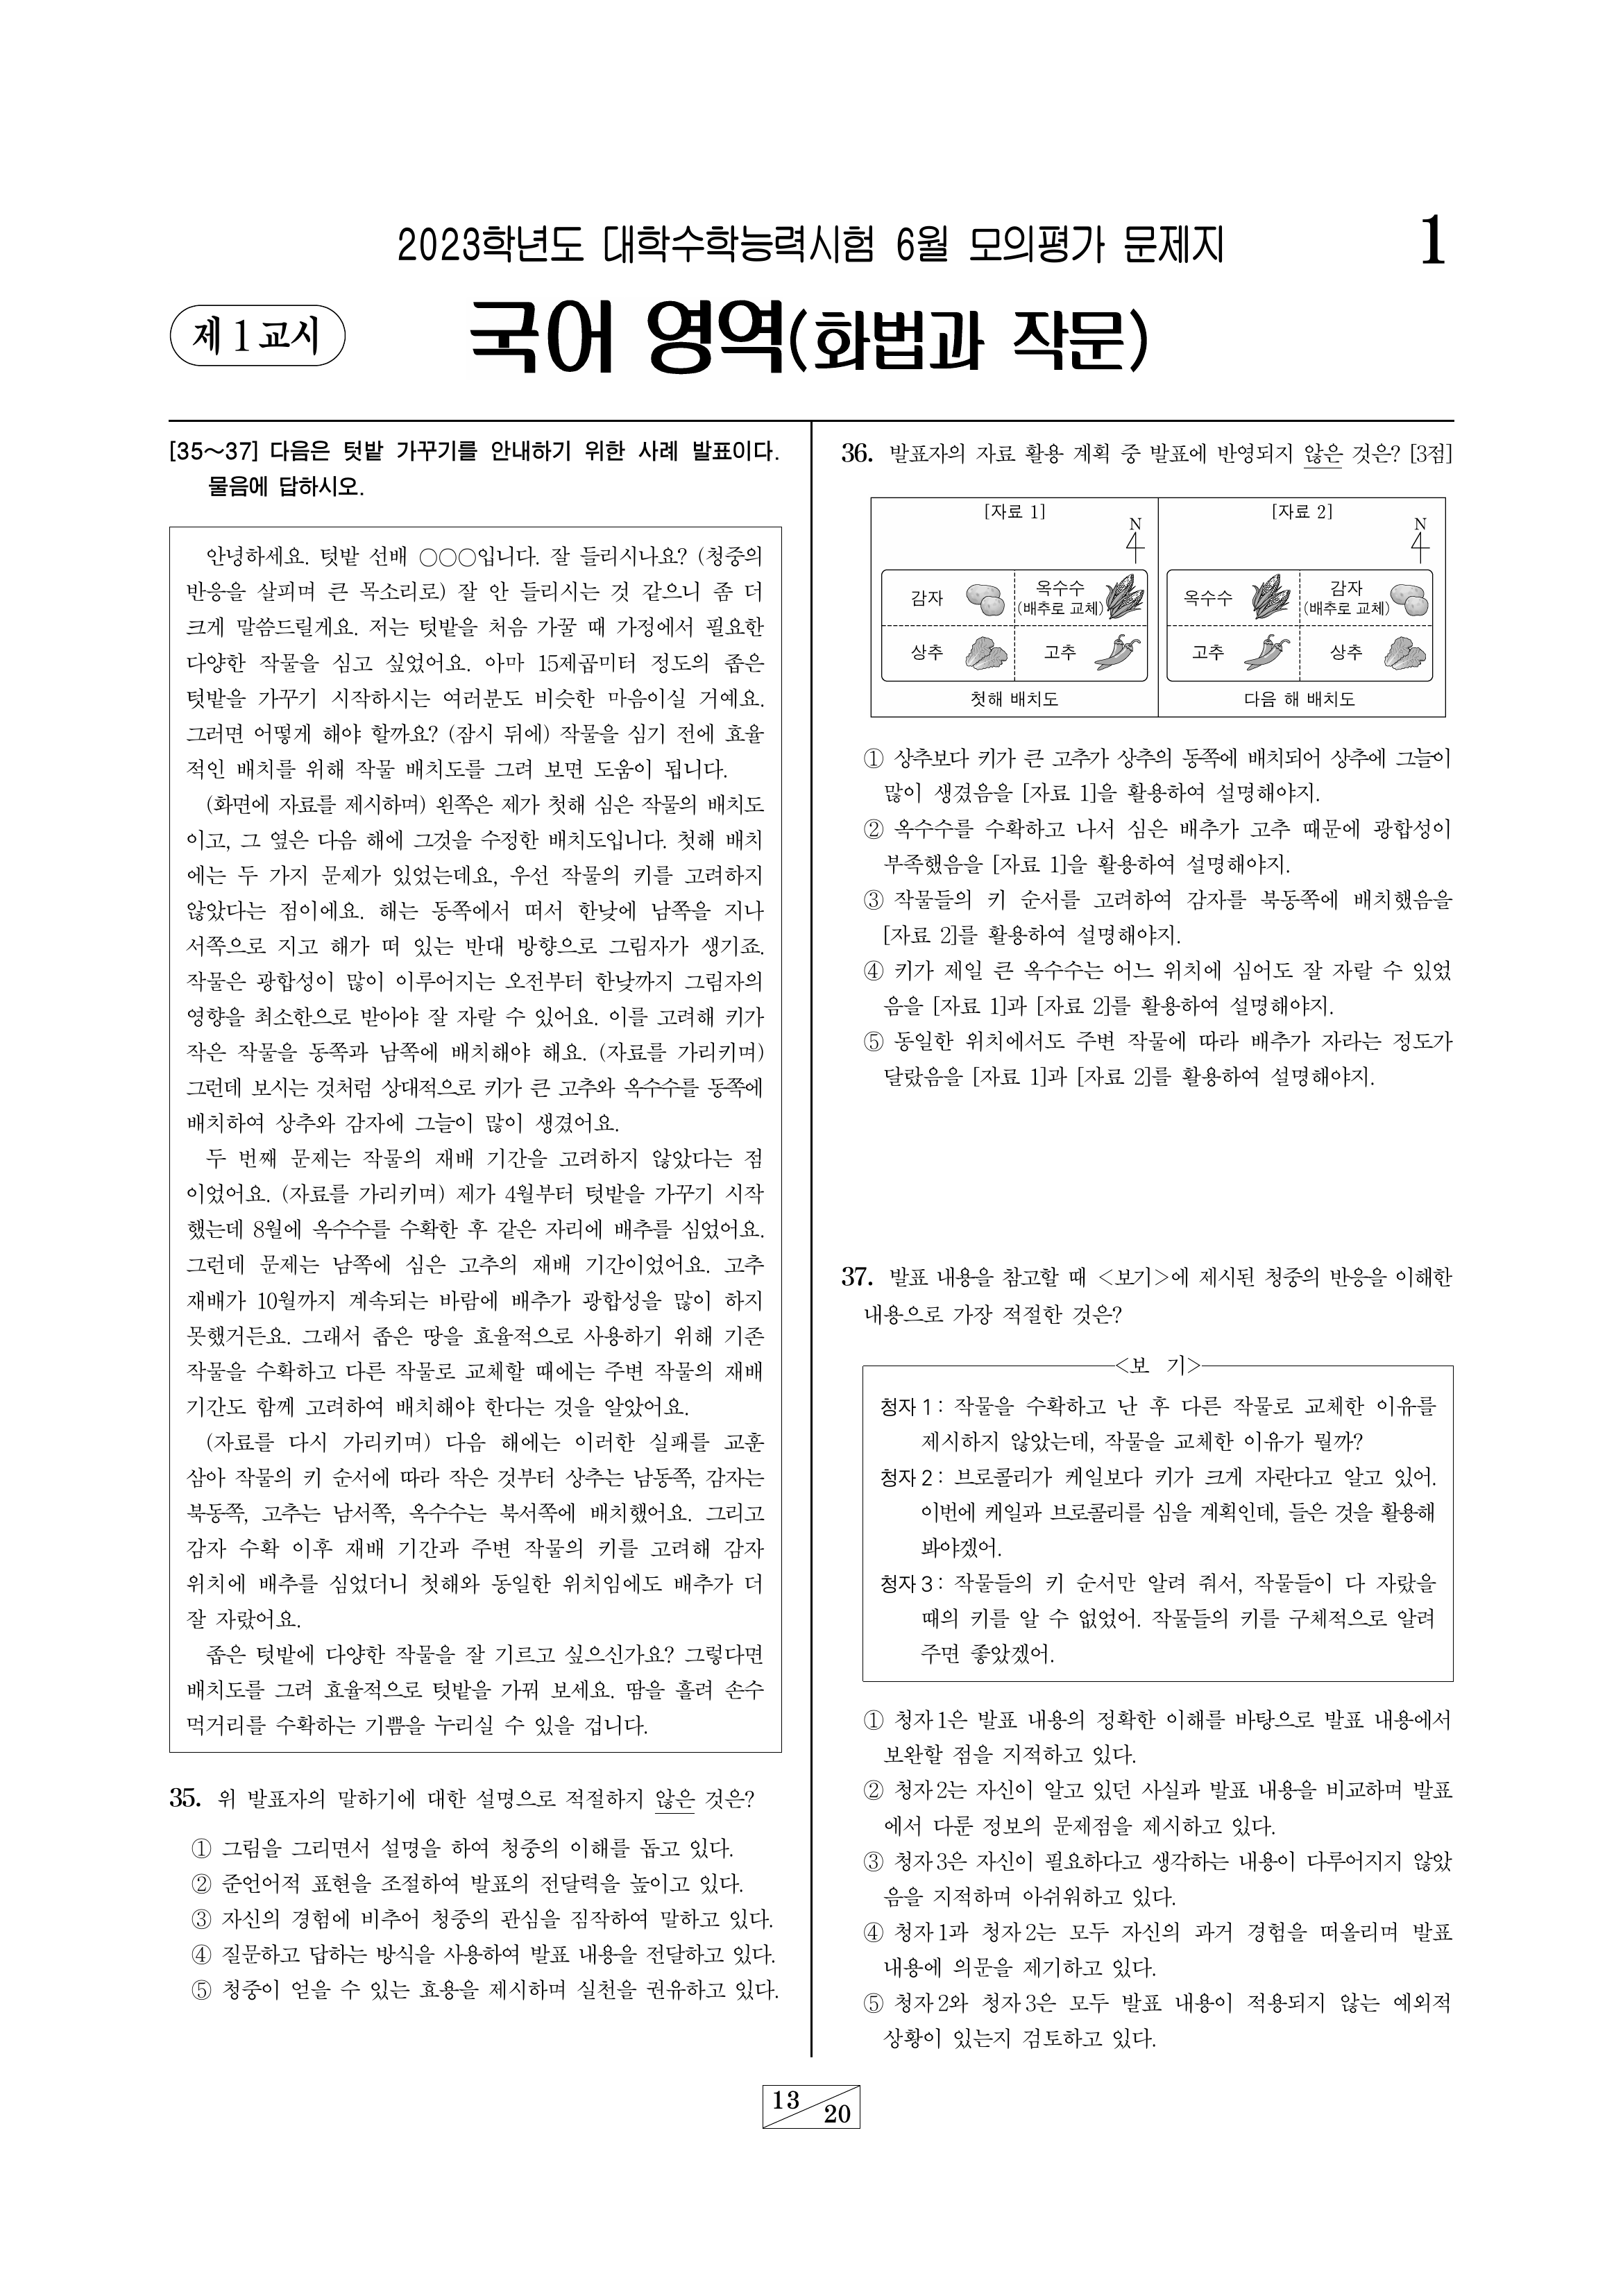 2023학년도 대학수학능력시험 6월 모의평가 문제지
1
제 1 교시
국어 영역(화법과 작문)
[35~37] 다음은 텃밭 가꾸기를 안내하기 위한 사례 발표이다.
물음에 답하시오.
안녕하세요. 텃밭 선배 ○○○입니다. 잘 들리시나요? (청중의
반응을 살피며 큰 목소리로) 잘 안 들리시는 것 같으니 좀 더
크게 말씀드릴게요. 저는 텃밭을 처음 가꿀 때 가정에서 필요한
다양한 작물을 심고 싶었어요. 아마 15제곱미터 정도의 좁은
텃밭을 가꾸기 시작하시는 여러분도 비슷한 마음이실 거예요.
그러면 어떻게 해야 할까요? (잠시 뒤에) 작물을 심기 전에 효율
적인 배치를 위해 작물 배치도를 그려 보면 도움이 됩니다.
(화면에 자료를 제시하며) 왼쪽은 제가 첫해 심은 작물의 배치도
이고, 그 옆은 다음 해에 그것을 수정한 배치도입니다. 첫해 배치
에는 두 가지 문제가 있었는데요, 우선 작물의 키를 고려하지
않았다는 점이에요. 해는 동쪽에서 떠서 한낮에 남쪽을 지나
서쪽으로 지고 해가 떠 있는 반대 방향으로 그림자가 생기죠.
작물은 광합성이 많이 이루어지는 오전부터 한낮까지 그림자의
영향을 최소한으로 받아야 잘 자랄 수 있어요. 이를 고려해 키가
작은 작물을 동쪽과 남쪽에 배치해야 해요. (자료를 가리키며)
그런데 보시는 것처럼 상대적으로 키가 큰 고추와 옥수수를 동쪽에
배치하여 상추와 감자에 그늘이 많이 생겼어요.
두 번째 문제는 작물의 재배 기간을 고려하지 않았다는 점
이었어요. (자료를 가리키며) 제가 4월부터 텃밭을 가꾸기 시작
했는데 8월에 옥수수를 수확한 후 같은 자리에 배추를 심었어요.
그런데 문제는 남쪽에 심은 고추의 재배 기간이었어요. 고추
재배가 10월까지 계속되는 바람에 배추가 광합성을 많이 하지
못했거든요. 그래서 좁은 땅을 효율적으로 사용하기 위해 기존
작물을 수확하고 다른 작물로 교체할 때에는 주변 작물의 재배
기간도 함께 고려하여 배치해야 한다는 것을 알았어요.
(자료를 다시 가리키며) 다음 해에는 이러한 실패를 교훈
삼아 작물의 키 순서에 따라 작은 것부터 상추는 남동쪽, 감자는
북동쪽, 고추는 남서쪽, 옥수수는 북서쪽에 배치했어요. 그리고
감자 수확 이후 재배 기간과 주변 작물의 키를 고려해 감자
위치에 배추를 심었더니 첫해와 동일한 위치임에도 배추가 더
잘 자랐어요.
좁은 텃밭에 다양한 작물을 잘 기르고 싶으신가요? 그렇다면
배치도를 그려 효율적으로 텃밭을 가꿔 보세요. 땀을 흘려 손수
먹거리를 수확하는 기쁨을 누리실 수 있을 겁니다.
35. 위 발표자의 말하기에 대한 설명으로 적절하지 않은 것은?
① 그림을 그리면서 설명을 하여 청중의 이해를 돕고 있다.
② 준언어적 표현을 조절하여 발표의 전달력을 높이고 있다.
③ 자신의 경험에 비추어 청중의 관심을 짐작하여 말하고 있다.
④ 질문하고 답하는 방식을 사용하여 발표 내용을 전달하고 있다.
⑤ 청중이 얻을 수 있는 효용을 제시하며 실천을 권유하고 있다.
36. 발표자의 자료 활용 계획 중 발표에 반영되지 않은 것은? [3점]
[자료 1] [자료 2]
N N
감자 옥수수 (배추로 교체) 옥수수 감자 (배추로 교체)
상추 고추 고추 상추
첫해 배치도 다음 해 배치도
① 상추보다 키가 큰 고추가 상추의 동쪽에 배치되어 상추에 그늘이
많이 생겼음을 [자료 1]을 활용하여 설명해야지.
② 옥수수를 수확하고 나서 심은 배추가 고추 때문에 광합성이
부족했음을 [자료 1]을 활용하여 설명해야지.
③ 작물들의 키 순서를 고려하여 감자를 북동쪽에 배치했음을
[자료 2]를 활용하여 설명해야지.
④ 키가 제일 큰 옥수수는 어느 위치에 심어도 잘 자랄 수 있었
음을 [자료 1]과 [자료 2]를 활용하여 설명해야지.
⑤ 동일한 위치에서도 주변 작물에 따라 배추가 자라는 정도가
달랐음을 [자료 1]과 [자료 2]를 활용하여 설명해야지.
37. 발표 내용을 참고할 때 <보기>에 제시된 청중의 반응을 이해한
내용으로 가장 적절한 것은?
<보 기>
청자 1 : 작물을 수확하고 난 후 다른 작물로 교체한 이유를
제시하지 않았는데, 작물을 교체한 이유가 뭘까?
청자 2 : 브로콜리가 케일보다 키가 크게 자란다고 알고 있어.
이번에 케일과 브로콜리를 심을 계획인데, 들은 것을 활용해
봐야겠어.
청자 3 : 작물들의 키 순서만 알려 줘서, 작물들이 다 자랐을
때의 키를 알 수 없었어. 작물들의 키를 구체적으로 알려
주면 좋았겠어.
① 청자 1은 발표 내용의 정확한 이해를 바탕으로 발표 내용에서
보완할 점을 지적하고 있다.
② 청자 2는 자신이 알고 있던 사실과 발표 내용을 비교하며 발표
에서 다룬 정보의 문제점을 제시하고 있다.
③ 청자 3은 자신이 필요하다고 생각하는 내용이 다루어지지 않았
음을 지적하며 아쉬워하고 있다.
④ 청자 1과 청자 2는 모두 자신의 과거 경험을 떠올리며 발표
내용에 의문을 제기하고 있다.
⑤ 청자 2와 청자 3은 모두 발표 내용이 적용되지 않는 예외적
상황이 있는지 검토하고 있다.
13
20